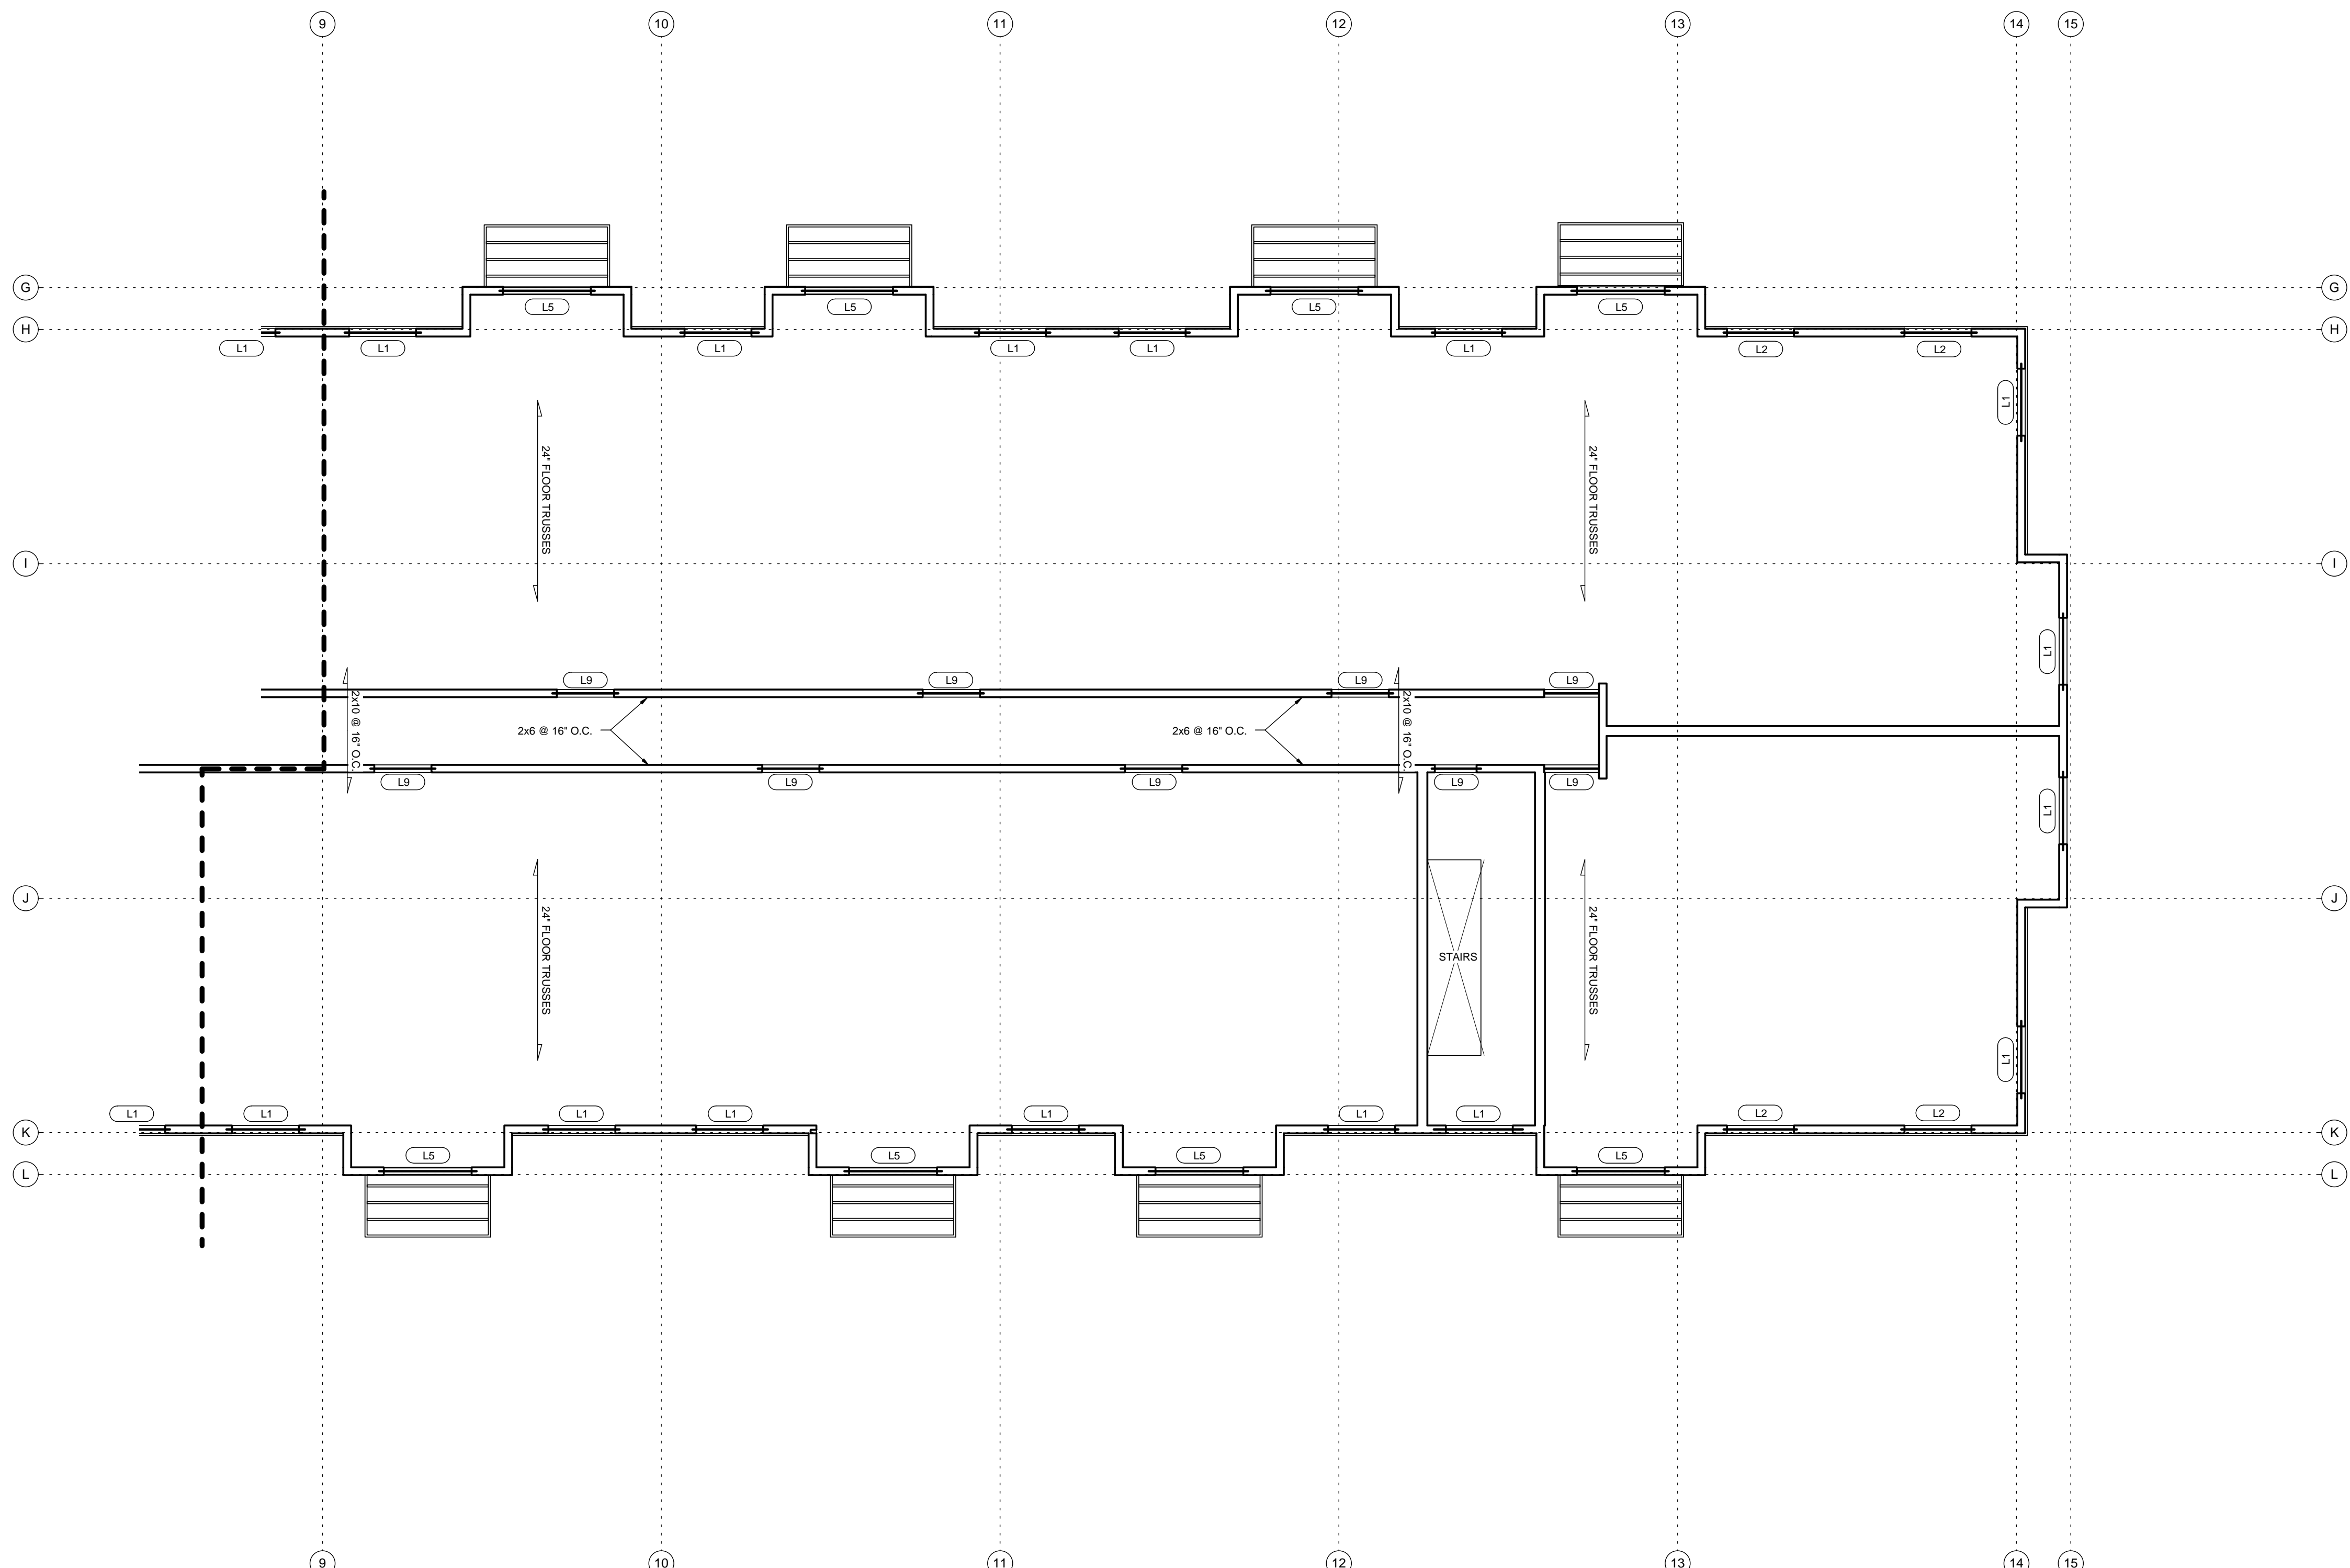 9
10
11
12
13
14
15
G
L5
L5
L5
L5
G
H
H
L1
L1
L1
L1
L1
L1
L2
L2
L1
24" FLOOR TRUSSES
24" FLOOR TRUSSES
I
I
L1
L9
L9
L9
L9
2x10 @ 16" O.C.
2x6 @ 16" O.C.
2x6 @ 16" O.C.
2x10 @ 16" O.C.
L9
L9
L9
L9
L9
L1
J
J
24" FLOOR TRUSSES
STAIRS
24" FLOOR TRUSSES
L1
L1
L1
L1
L1
L1
L1
L1
L2
L2
K
K
L5
L5
L5
L5
L
L
9
10
11
12
13
14
15